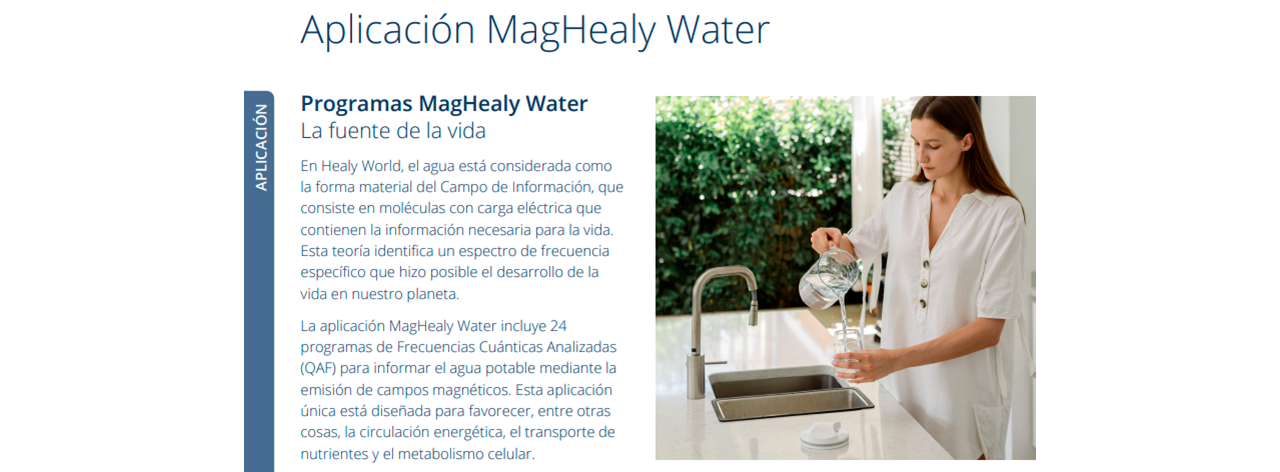 Aplicación MagHealy Water
APLICACIÓN
Programas MagHealy Water
La fuente de la vida
En Healy World, el agua está considerada como
la forma material del Campo de Información, que
consiste en moléculas con carga eléctrica que
contienen la información necesaria para la vida.
Esta teoría identifica un espectro de frecuencia
específico que hizo posible el desarrollo de la
vida en nuestro planeta.
La aplicación MagHealy Water incluye 24
programas de Frecuencias Cuánticas Analizadas
(QAF) para informar el agua potable mediante la
emisión de campos magnéticos. Esta aplicación
única está diseñada para favorecer, entre otras
cosas, la circulación energética, el transporte de
nutrientes y el metabolismo celular.